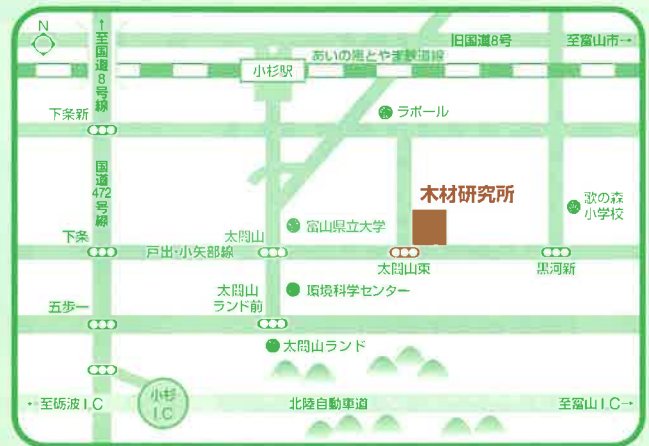 N
↑至国道8号線
旧国道8号
至富山市→
あいの風とやま鉄道線
小杉駅
下条新
ラポール
国道472号線
木材研究所
歌の森
小学校
富山県立大学
下条
太閤山
戸出・小矢部線
太閤山東
黒河新
太閤山
ランド前
環境科学センター
五歩一
太閤山ランド
小杉
I.C
←至砺波I.C
北陸自動車道
至富山I.C→